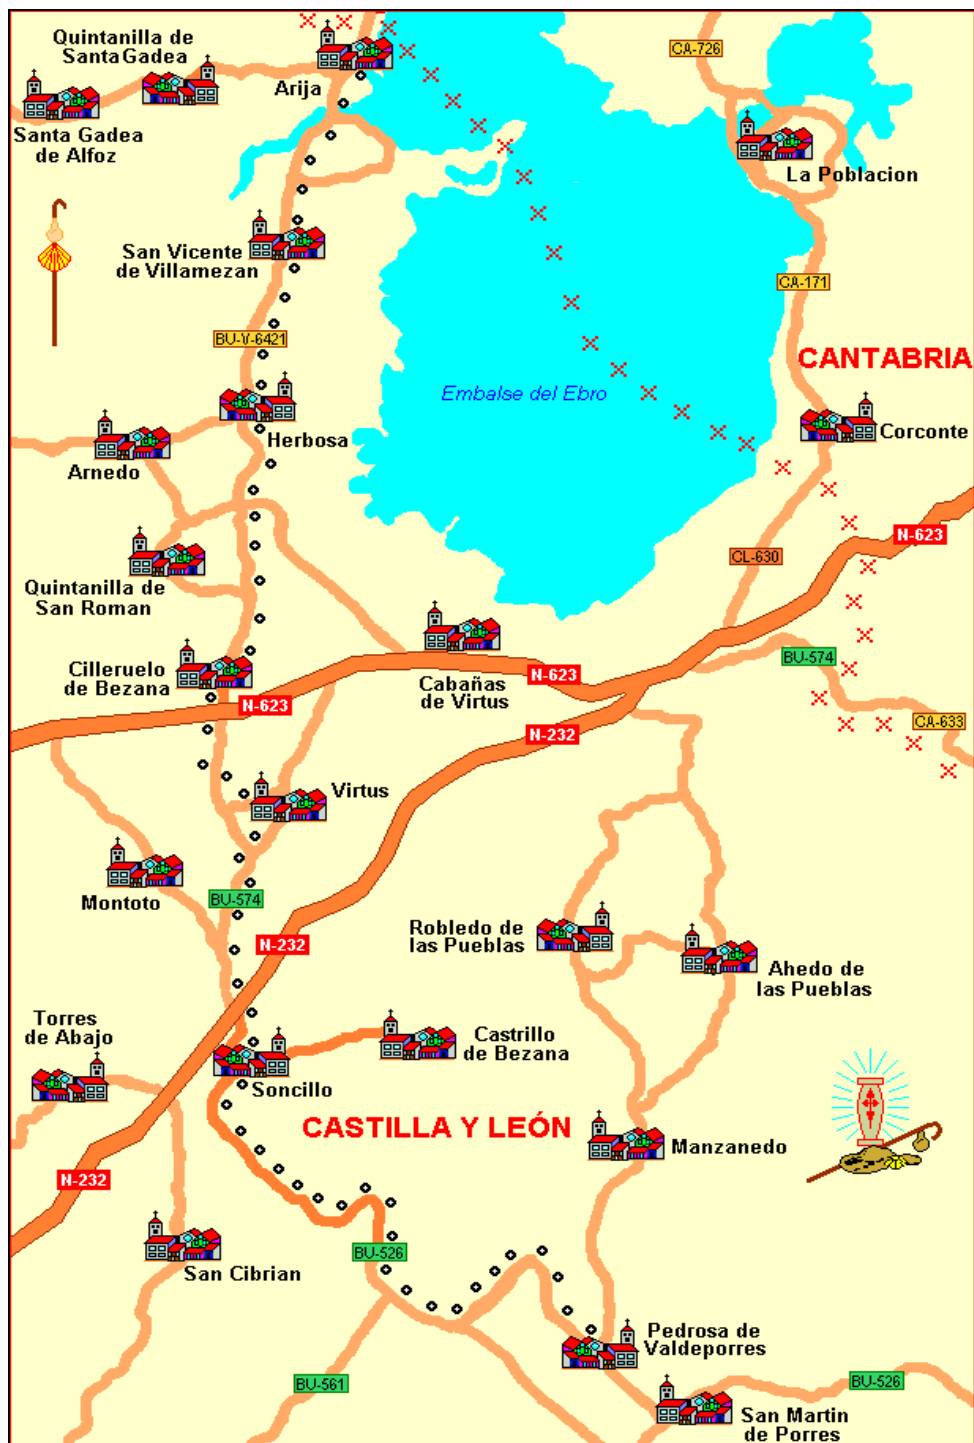 Quintanilla de
Santa Gadea
CA-726
Arija
Santa Gadea
de Alfoz
La Poblacion
San Vicente
de Villamezan
CA-171
BU-V-6421
CANTABRIA
Embalse del Ebro
Corconte
Herbosa
Arnedo
N-623
CL-630
Quintanilla de
San Roman
BU-574
Cilleruelo
de Bezana
N-623
Cabañas
de Virtus
N-623
CA-633
N-232
Virtus
Montoto
BU-574
Robledo de
las Pueblas
N-232
Ahedo de
las Pueblas
Torres
de Abajo
Castrillo
de Bezana
Soncillo
CASTILLA Y LEÓN
Manzanedo
N-232
BU-526
San Cibrian
Pedrosa de
Valdeporres
BU-561
BU-526
San Martin
de Porres